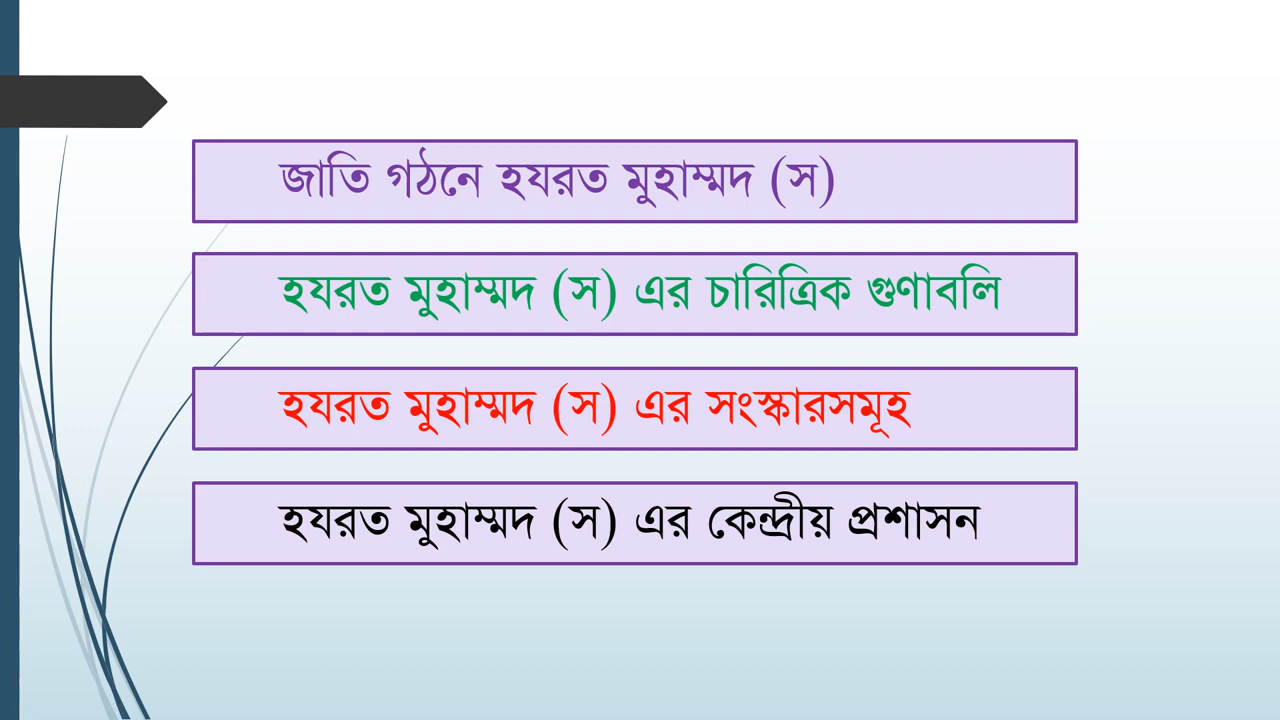 জাতি গঠনে হযরত মুহাম্মদ (স)
হযরত মুহাম্মদ (স) এর চারিত্রিক গুণাবলি
হযরত মুহাম্মদ (স) এর সংস্কারসমূহ
হযরত মুহাম্মদ (স) এর কেন্দ্রীয় প্রশাসন